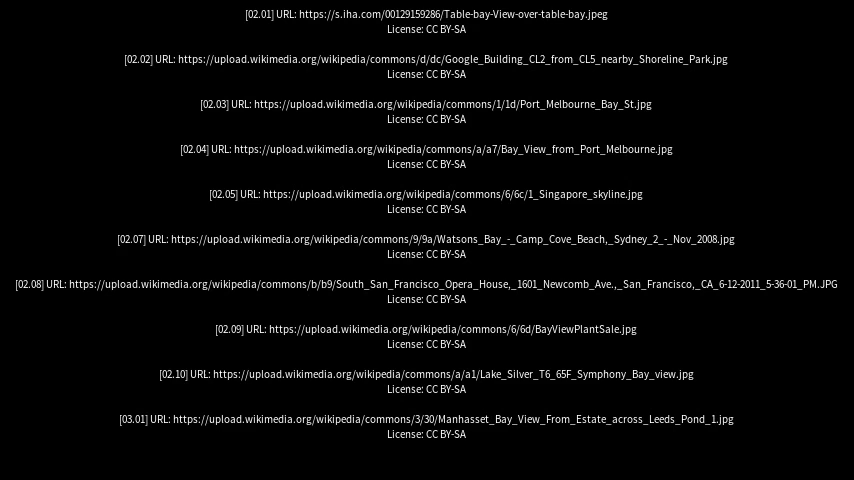 [02.01] URL: https://s.iha.com/00129159286/Table-bay-View-over-table-bay.jpeg
License: CC BY-SA
[02.02] URL: https://upload.wikimedia.org/wikipedia/commons/d/dc/Google_Building_CL2_from_CL5_nearby_Shoreline_Park.jpg
License: CC BY-SA
[02.03] URL: https://upload.wikimedia.org/wikipedia/commons/1/1d/Port_Melbourne_Bay_St.jpg
License: CC BY-SA
[02.04] URL: https://upload.wikimedia.org/wikipedia/commons/a/a7/Bay_View_from_Port_Melbourne.jpg
License: CC BY-SA
[02.05] URL: https://upload.wikimedia.org/wikipedia/commons/6/6c/1_Singapore_skyline.jpg
License: CC BY-SA
[02.07] URL: https://upload.wikimedia.org/wikipedia/commons/9/9a/Watsons_Bay_-_Camp_Cove_Beach,_Sydney_2_-_Nov_2008.jpg
License: CC BY-SA
[02.08] URL: https://upload.wikimedia.org/wikipedia/commons/b/b9/South_San_Francisco_Opera_House,_1601_Newcomb_Ave.,_San_Francisco,_CA_6-12-2011_5-36-01_PM.JPG
License: CC BY-SA
[02.09] URL: https://upload.wikimedia.org/wikipedia/commons/6/6d/BayViewPlantSale.jpg
License: CC BY-SA
[02.10] URL: https://upload.wikimedia.org/wikipedia/commons/a/a1/Lake_Silver_T6_65F_Symphony_Bay_view.jpg
License: CC BY-SA
[03.01] URL: https://upload.wikimedia.org/wikipedia/commons/3/30/Manhasset_Bay_View_From_Estate_across_Leeds_Pond_1.jpg
License: CC BY-SA